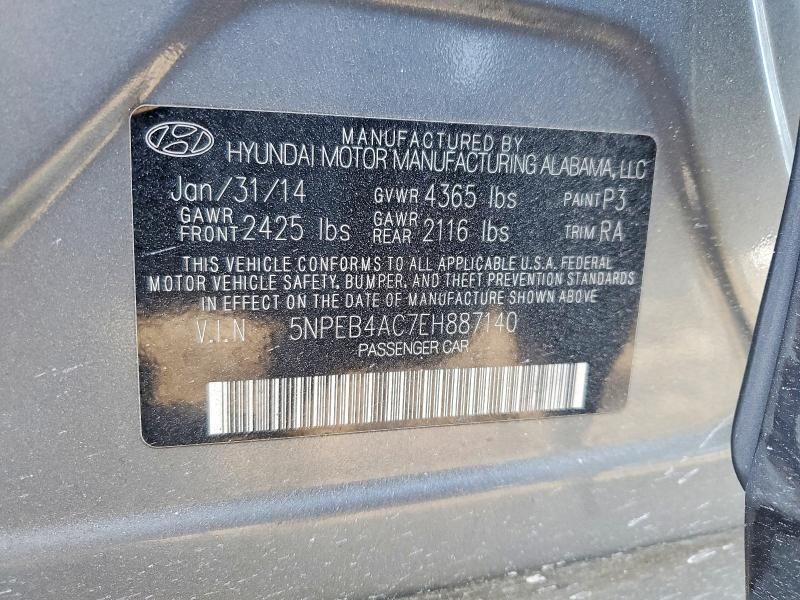 MANUFACTURED BY
HYUNDAI MOTOR MANUFACTURING ALABAMA, LLC
Jan/31/14 GVWR 4365 lbs PAINT P3
GAWR FRONT 2425 lbs GAWR REAR 2116 lbs TRIM RA
THIS VEHICLE CONFORMS TO ALL APPLICABLE U.S.A. FEDERAL
MOTOR VEHICLE SAFETY, BUMPER, AND THEFT PREVENTION STANDARDS
IN EFFECT ON THE DATE OF MANUFACTURE SHOWN ABOVE
V.I.N 5NPEB4AC7EH887140
PASSENGER CAR